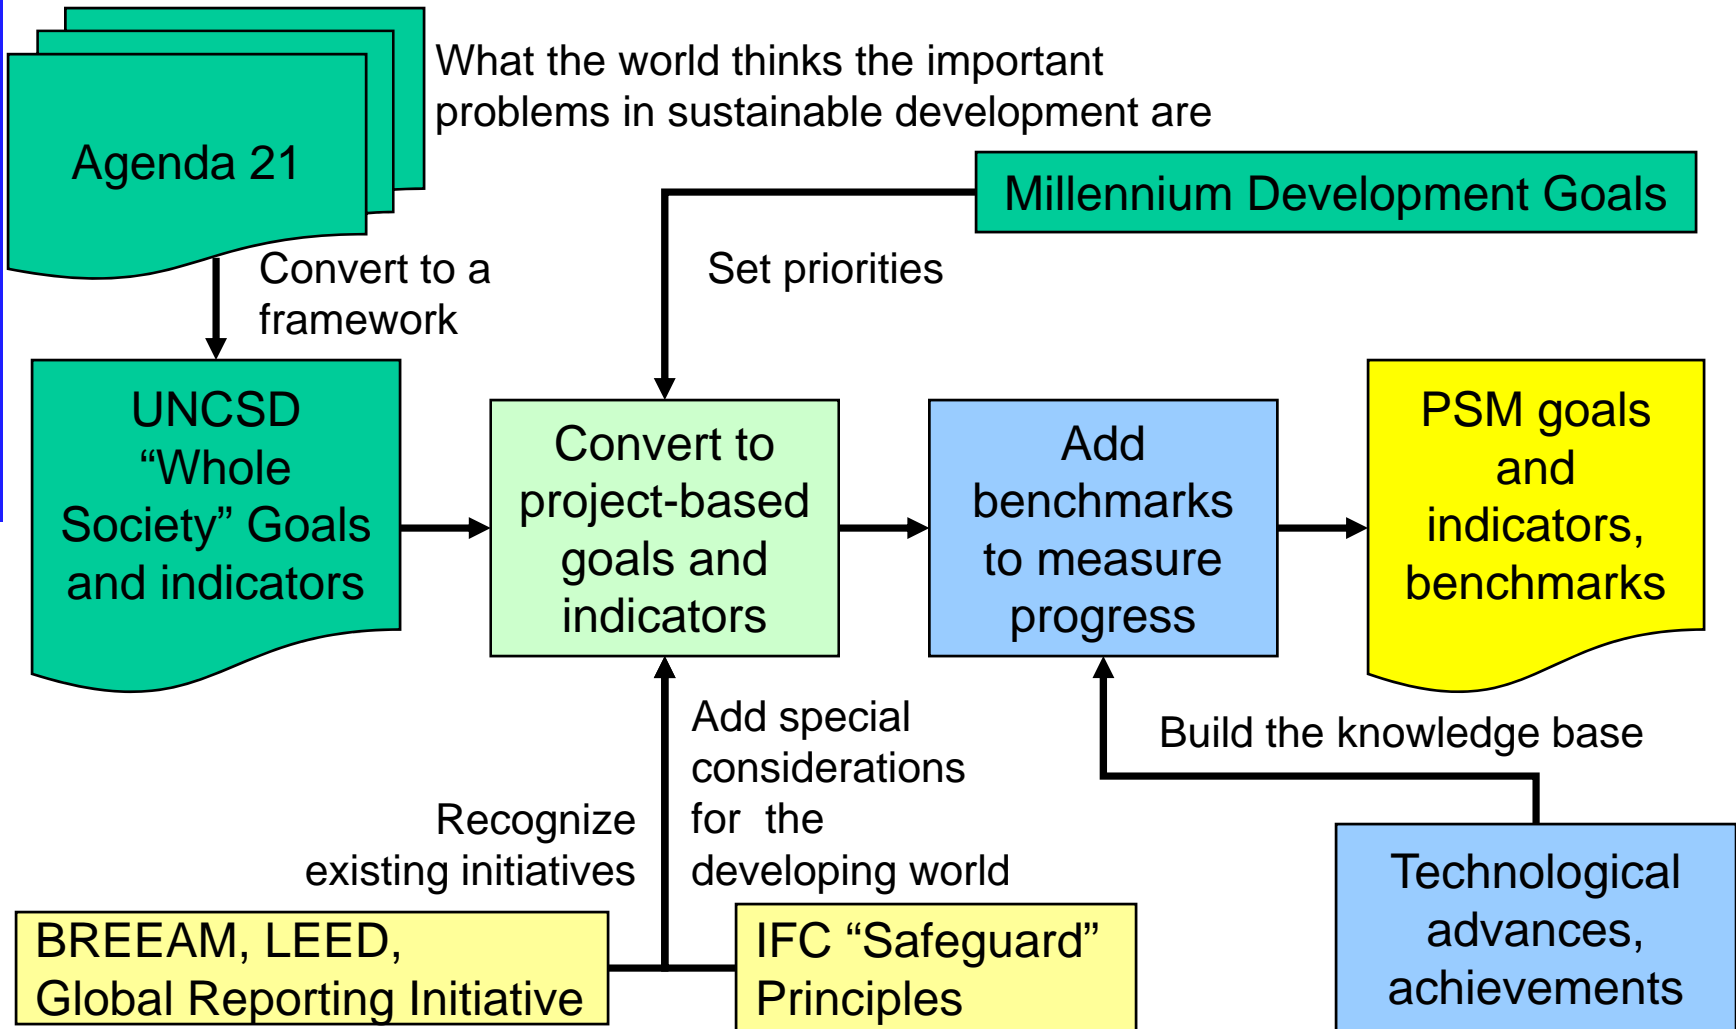 What the world thinks the important
problems in sustainable development are
Agenda 21
Millennium Development Goals
Convert to a
framework
Set priorities
UNCSD
“Whole
Society” Goals
and indicators
Convert to
project-based
goals and
indicators
Add
benchmarks
to measure
progress
PSM goals
and
indicators,
benchmarks
Add special
considerations
for  the
developing world
Recognize
existing initiatives
Build the knowledge base
BREEAM, LEED,
Global Reporting Initiative
IFC “Safeguard”
Principles
Technological
advances,
achievements